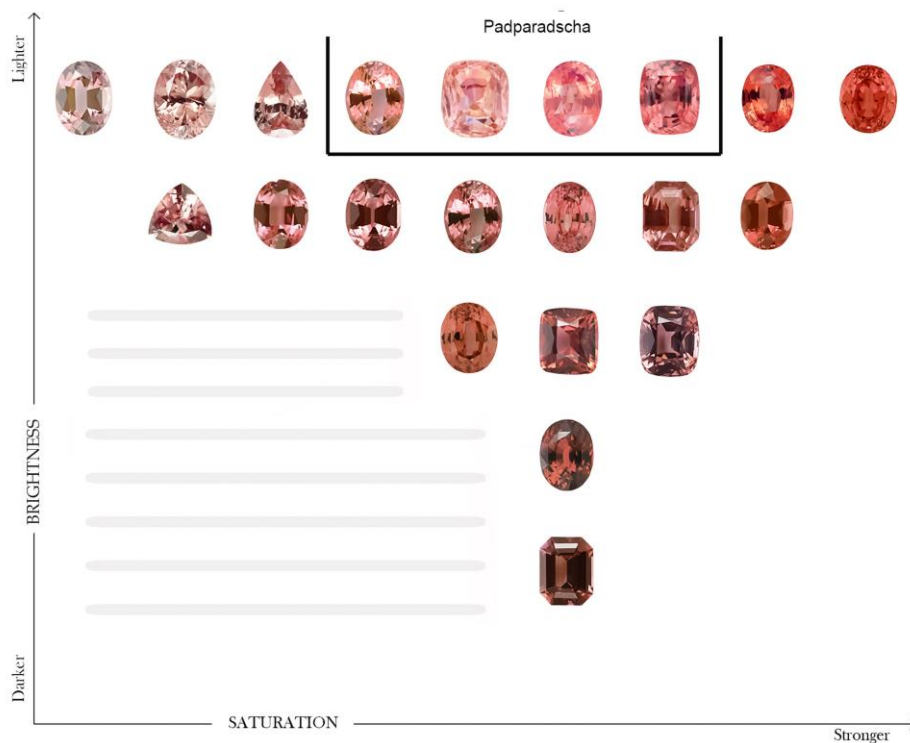 Padparadscha
Lighter
BRIGHTNESS
Darker
SATURATION
Stronger